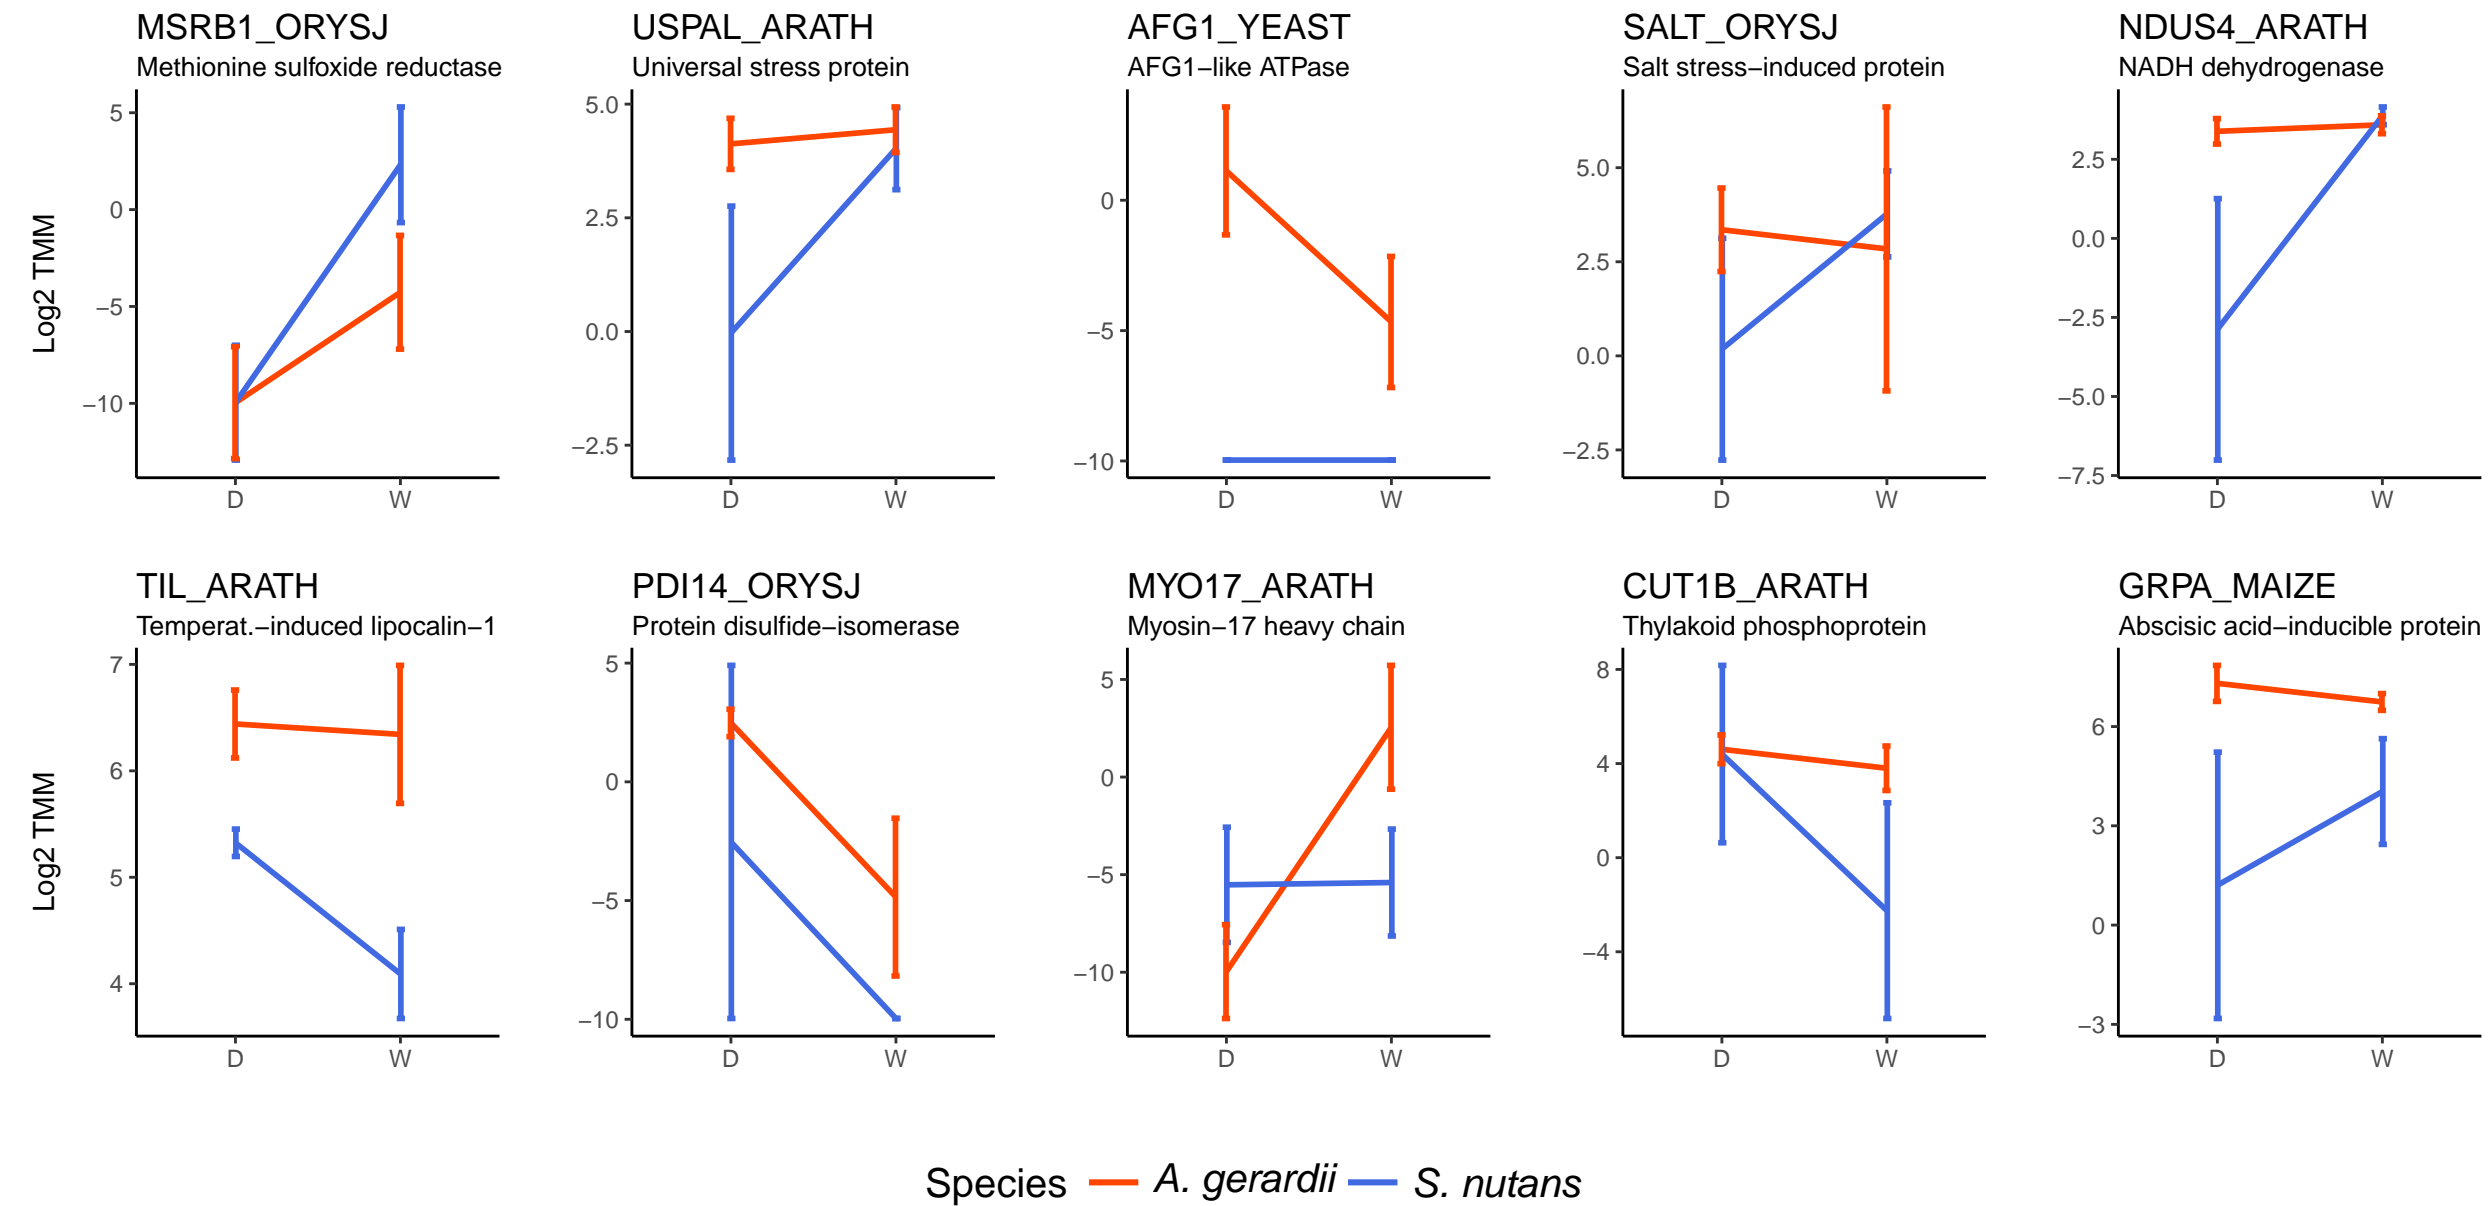 MSRB1_ORYSJ
Methionine sulfoxide reductase
Log2 TMM
5
0
−5
−10
D W
USPAL_ARATH
Universal stress protein
5.0
2.5
0.0
−2.5
D W
AFG1_YEAST
AFG1−like ATPase
0
−5
−10
D W
SALT_ORYSJ
Salt stress−induced protein
5.0
2.5
0.0
−2.5
D W
NDUS4_ARATH
NADH dehydrogenase
2.5
0.0
−2.5
−5.0
−7.5
D W
TIL_ARATH
Temperat.−induced lipocalin−1
Log2 TMM
7
6
5
4
D W
PDI14_ORYSJ
Protein disulfide−isomerase
5
0
−5
−10
D W
MYO17_ARATH
Myosin−17 heavy chain
5
0
−5
−10
D W
CUT1B_ARATH
Thylakoid phosphoprotein
8
4
0
−4
D W
GRPA_MAIZE
Abscisic acid−inducible protein
6
3
0
−3
D W
Species A. gerardii S. nutans